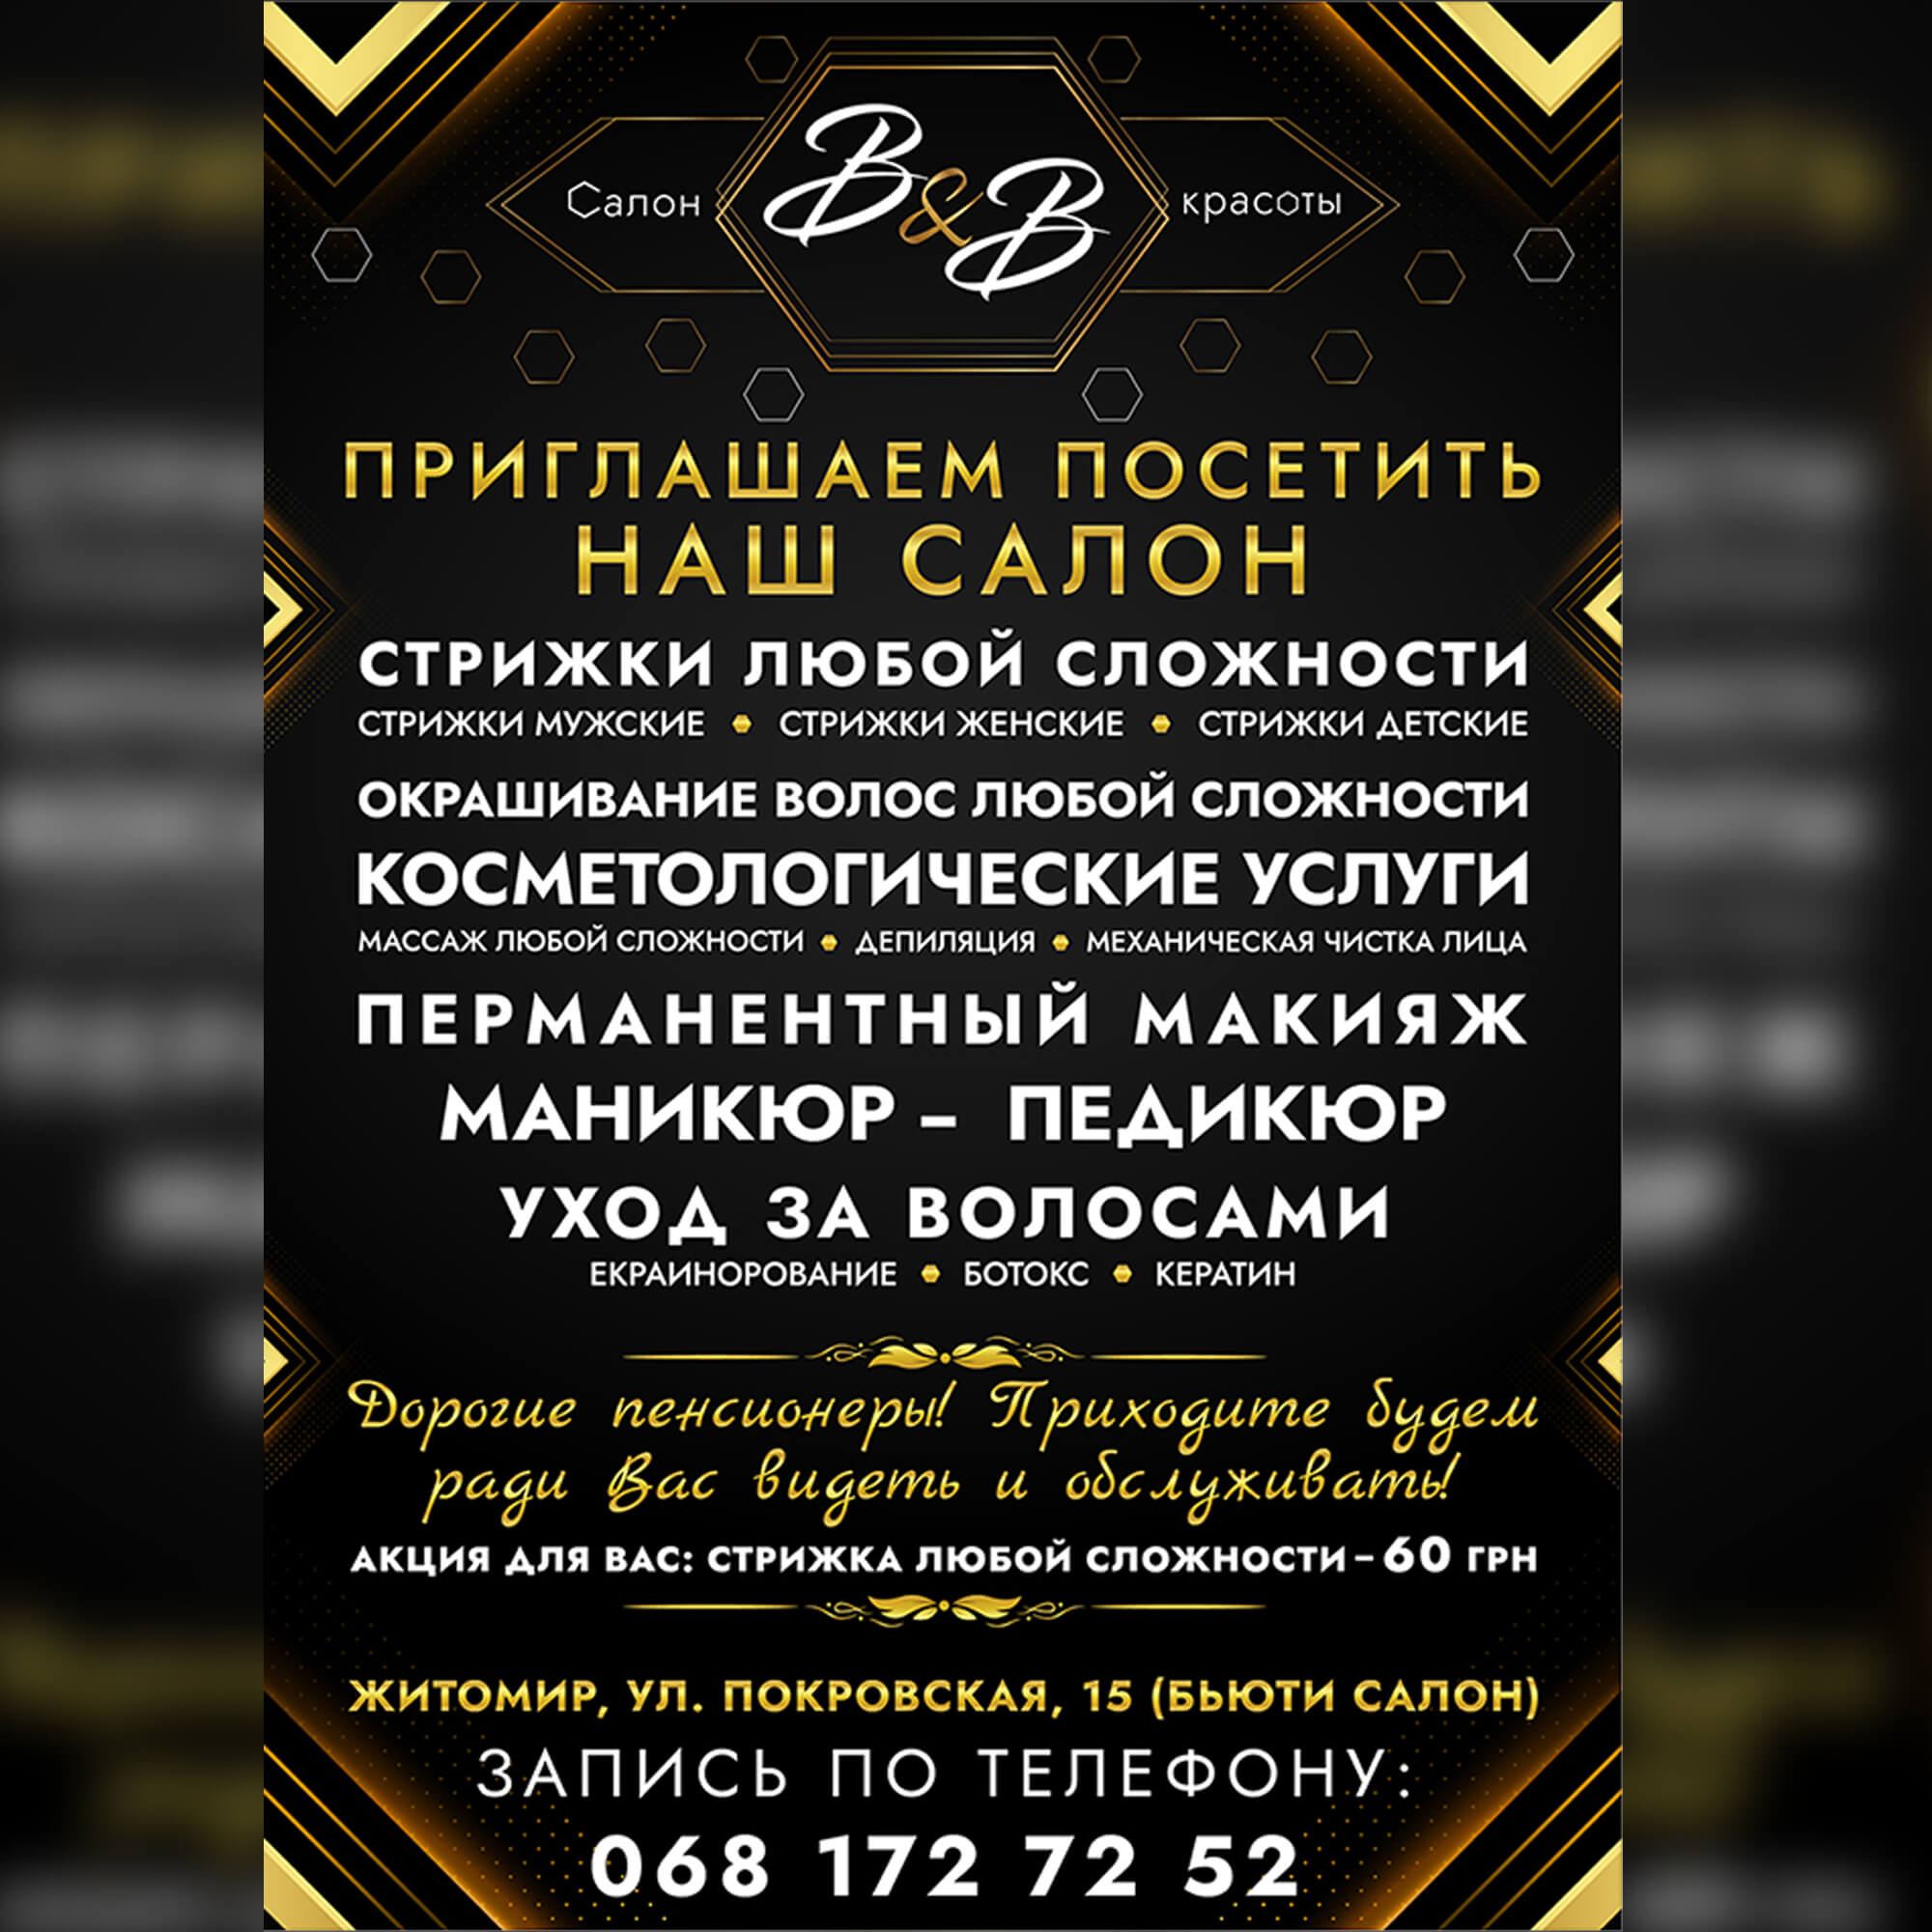 Салон B&B красоты
ПРИГЛАШАЕМ ПОСЕТИТЬ
НАШ САЛОН
СТРИЖКИ ЛЮБОЙ СЛОЖНОСТИ
СТРИЖКИ МУЖСКИЕ • СТРИЖКИ ЖЕНСКИЕ • СТРИЖКИ ДЕТСКИЕ
ОКРАШИВАНИЕ ВОЛОС ЛЮБОЙ СЛОЖНОСТИ
КОСМЕТОЛОГИЧЕСКИЕ УСЛУГИ
МАССАЖ ЛЮБОЙ СЛОЖНОСТИ • ДЕПИЛЯЦИЯ • МЕХАНИЧЕСКАЯ ЧИСТКА ЛИЦА
ПЕРМАНЕНТНЫЙ МАКИЯЖ
МАНИКЮР – ПЕДИКЮР
УХОД ЗА ВОЛОСАМИ
ЕКРАИНОРОВАНИЕ • БОТОКС • КЕРАТИН
Дорогие пенсионеры! Приходите будем
ради Вас видеть и обслуживать!
АКЦИЯ ДЛЯ ВАС: СТРИЖКА ЛЮБОЙ СЛОЖНОСТИ – 60 ГРН
ЖИТОМИР, УЛ. ПОКРОВСКАЯ, 15 (БЬЮТИ САЛОН)
ЗАПИСЬ ПО ТЕЛЕФОНУ:
068 172 72 52